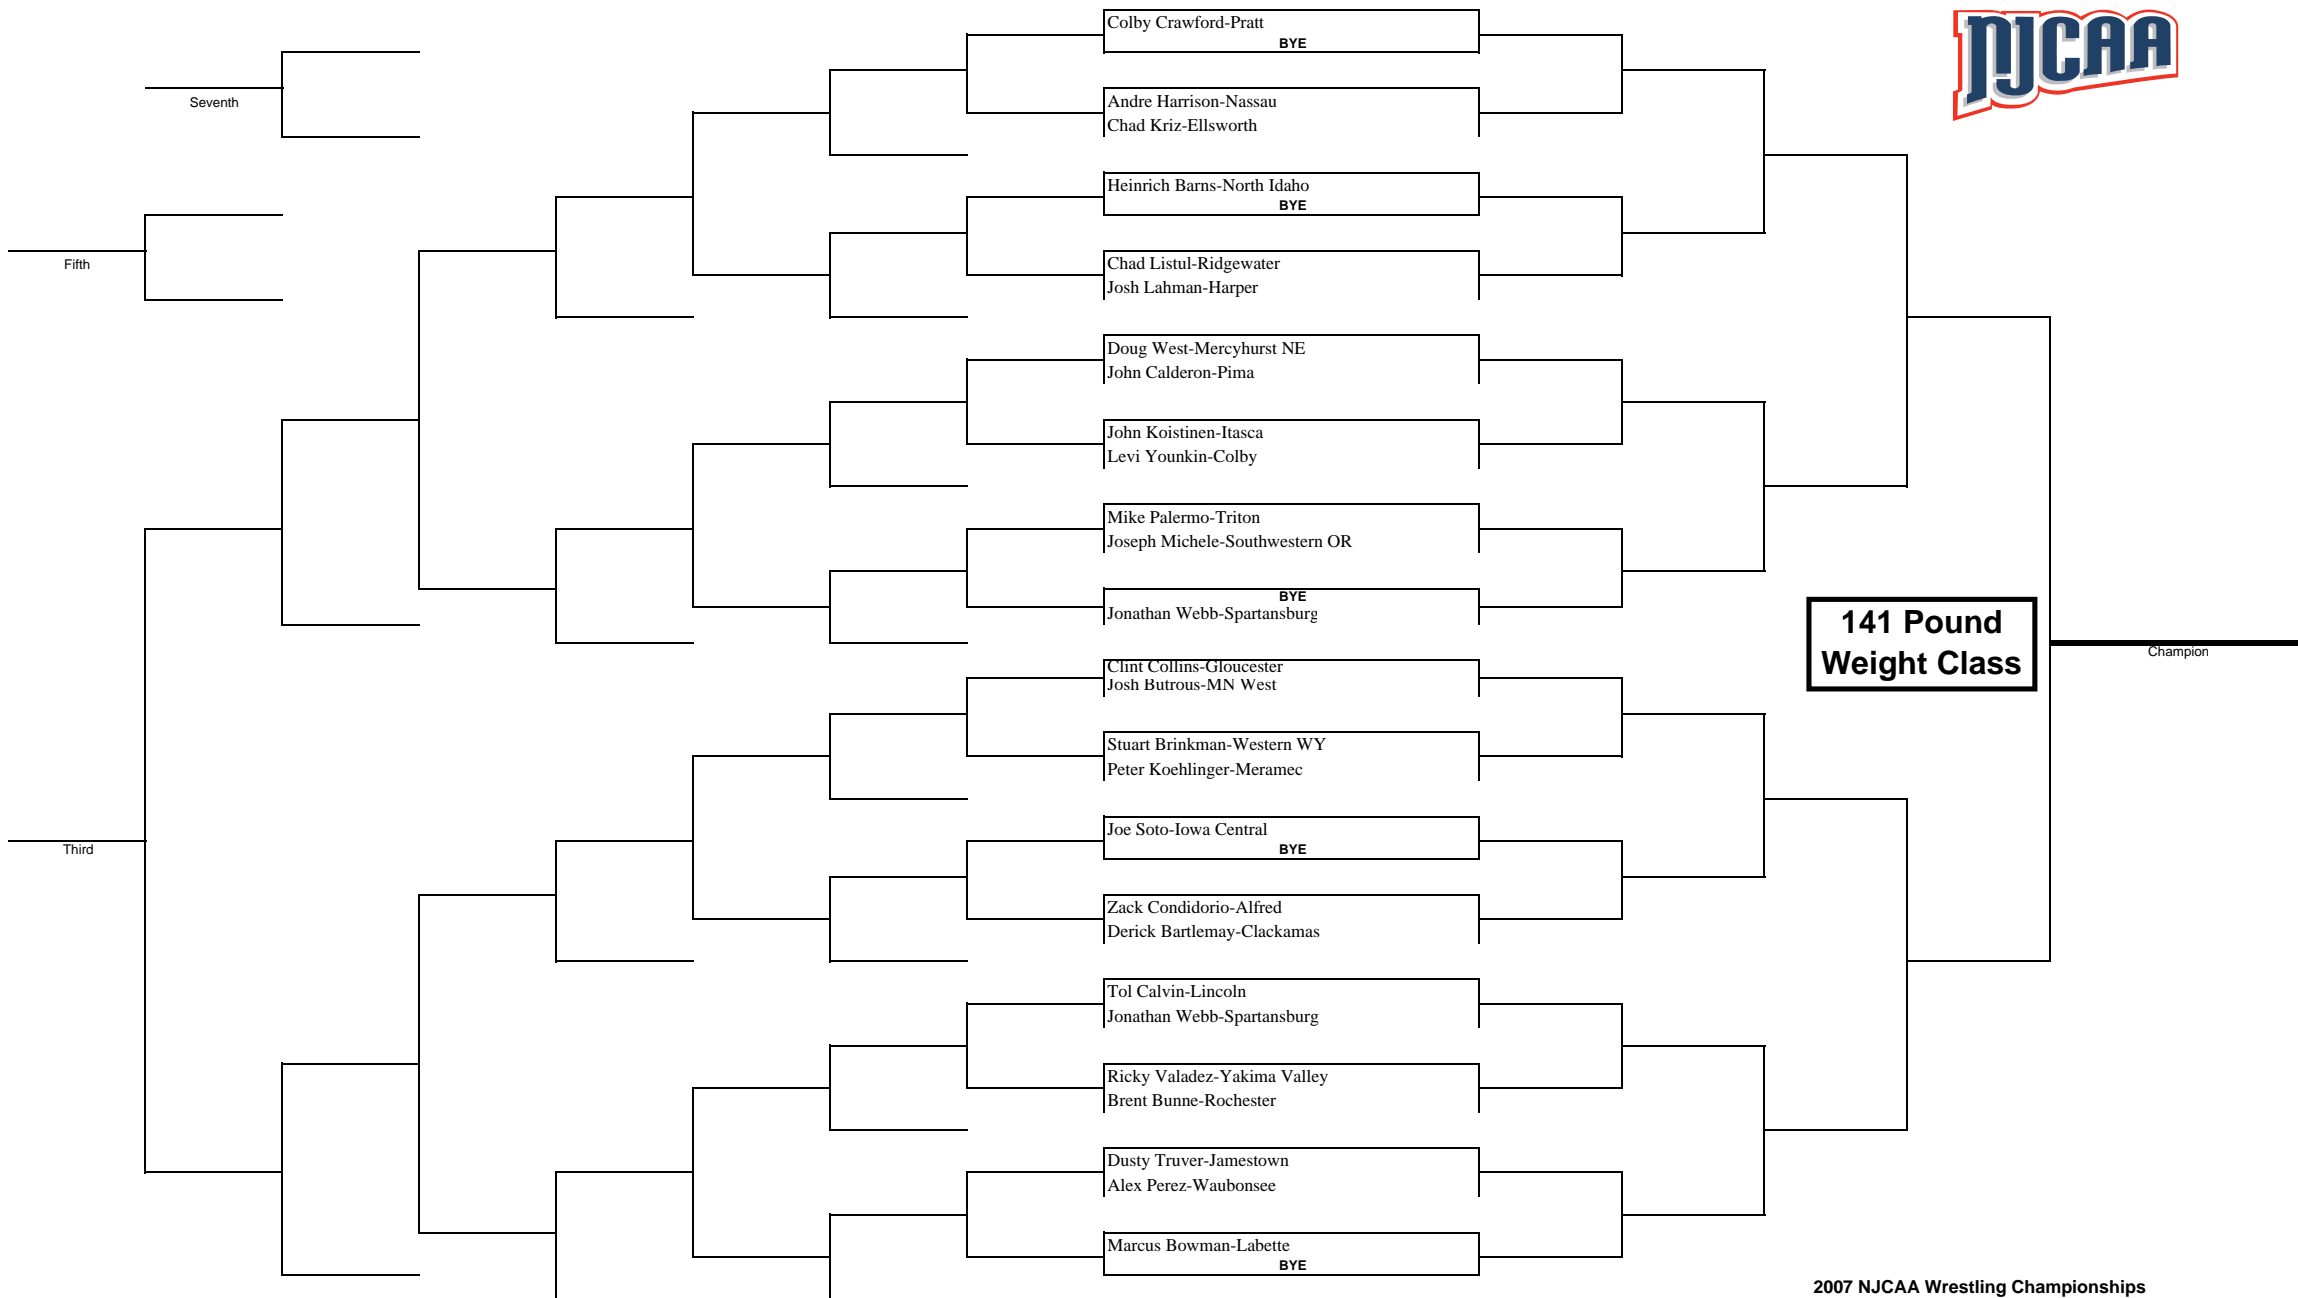 NJCAA
Colby Crawford-Pratt
BYE
Seventh
Andre Harrison-Nassau
Chad Kriz-Ellsworth
Heinrich Barns-North Idaho
BYE
Fifth
Chad Listul-Ridgewater
Josh Lahman-Harper
Doug West-Mercyhurst NE
John Calderon-Pima
John Koistinen-Itasca
Levi Younkin-Colby
Mike Palermo-Triton
Joseph Michele-Southwestern OR
BYE
Jonathan Webb-Spartansburg
141 Pound
Weight Class
Champion
Clint Collins-Gloucester
Josh Butrous-MN West
Stuart Brinkman-Western WY
Peter Koehlinger-Meramec
Joe Soto-Iowa Central
BYE
Third
Zack Condidorio-Alfred
Derick Bartlemay-Clackamas
Tol Calvin-Lincoln
Jonathan Webb-Spartansburg
Ricky Valadez-Yakima Valley
Brent Bunne-Rochester
Dusty Truver-Jamestown
Alex Perez-Waubonsee
Marcus Bowman-Labette
BYE
2007 NJCAA Wrestling Championships